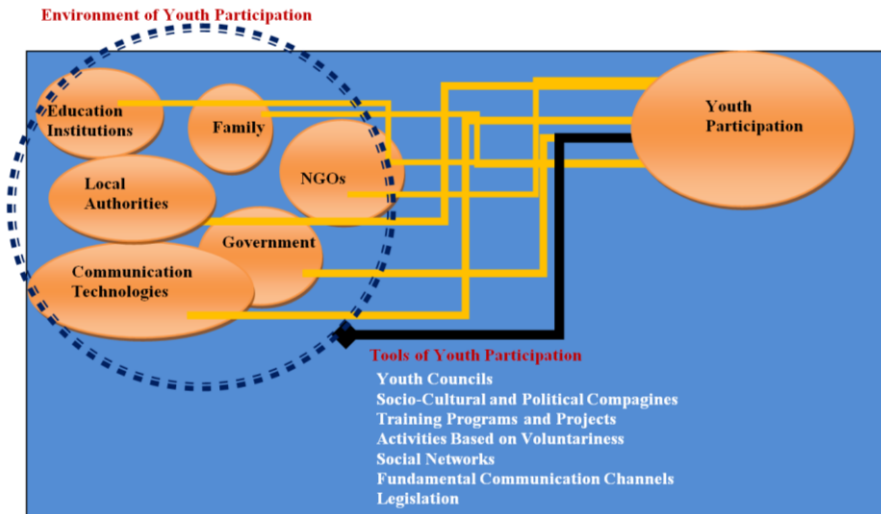 Environment of Youth Participation
Education
Institutions
Family
NGOs
Local
Authorities
Government
Communication
Technologies
Youth
Participation
Tools of Youth Participation
Youth Councils
Socio-Cultural and Political Compagines
Training Programs and Projects
Activities Based on Voluntariness
Social Networks
Fundamental Communication Channels
Legislation